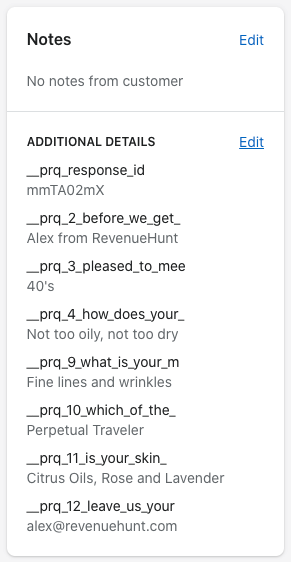 Notes
Edit
No notes from customer
ADDITIONAL DETAILS
Edit
__prq_response_id
mmTA02mX
__prq_2_before_we_get_
Alex from RevenueHunt
__prq_3_pleased_to_mee
40's
__prq_4_how_does_your_
Not too oily, not too dry
__prq_9_what_is_your_m
Fine lines and wrinkles
__prq_10_which_of_the_
Perpetual Traveler
__prq_11_is_your_skin_
Citrus Oils, Rose and Lavender
__prq_12_leave_us_your
alex@revenuehunt.com